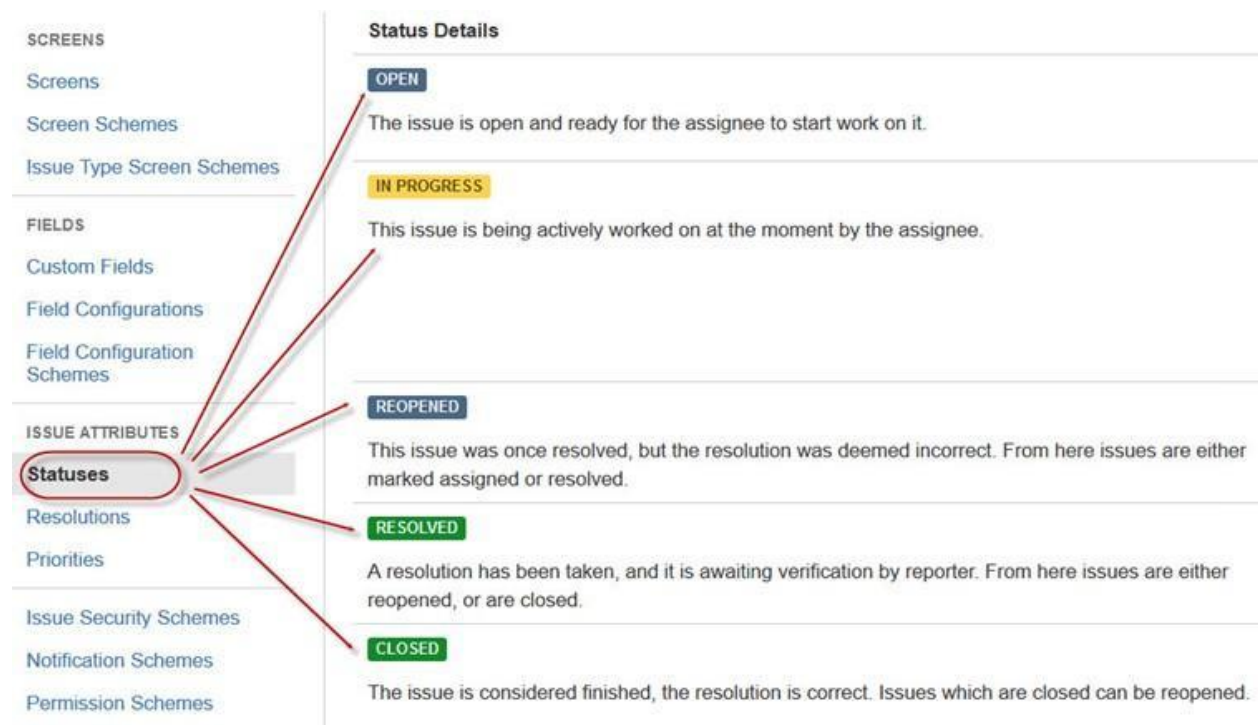 SCREENS
Screens
Screen Schemes
Issue Type Screen Schemes
FIELDS
Custom Fields
Field Configurations
Field Configuration
Schemes
ISSUE ATTRIBUTES
Statuses
Resolutions
Priorities
Issue Security Schemes
Notification Schemes
Permission Schemes
Status Details
OPEN
The issue is open and ready for the assignee to start work on it.
IN PROGRESS
This issue is being actively worked on at the moment by the assignee.
REOPENED
This issue was once resolved, but the resolution was deemed incorrect. From here issues are either
marked assigned or resolved.
RESOLVED
A resolution has been taken, and it is awaiting verification by reporter. From here issues are either
reopened, or are closed.
CLOSED
The issue is considered finished, the resolution is correct. Issues which are closed can be reopened.